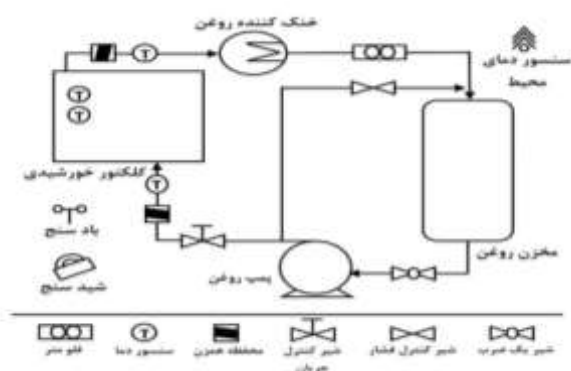 خنک کننده روغن
سنسور دمای
محیط
T
T
T
کلکتور خورشیدی
T
باد سنج
شید سنج
پمپ روغن
مخزن روغن
فلو متر
T
سنسور دما
محفظه همزن
شیر کنترل
جریان
شیر کنترل فشار
شیر یک ضرب